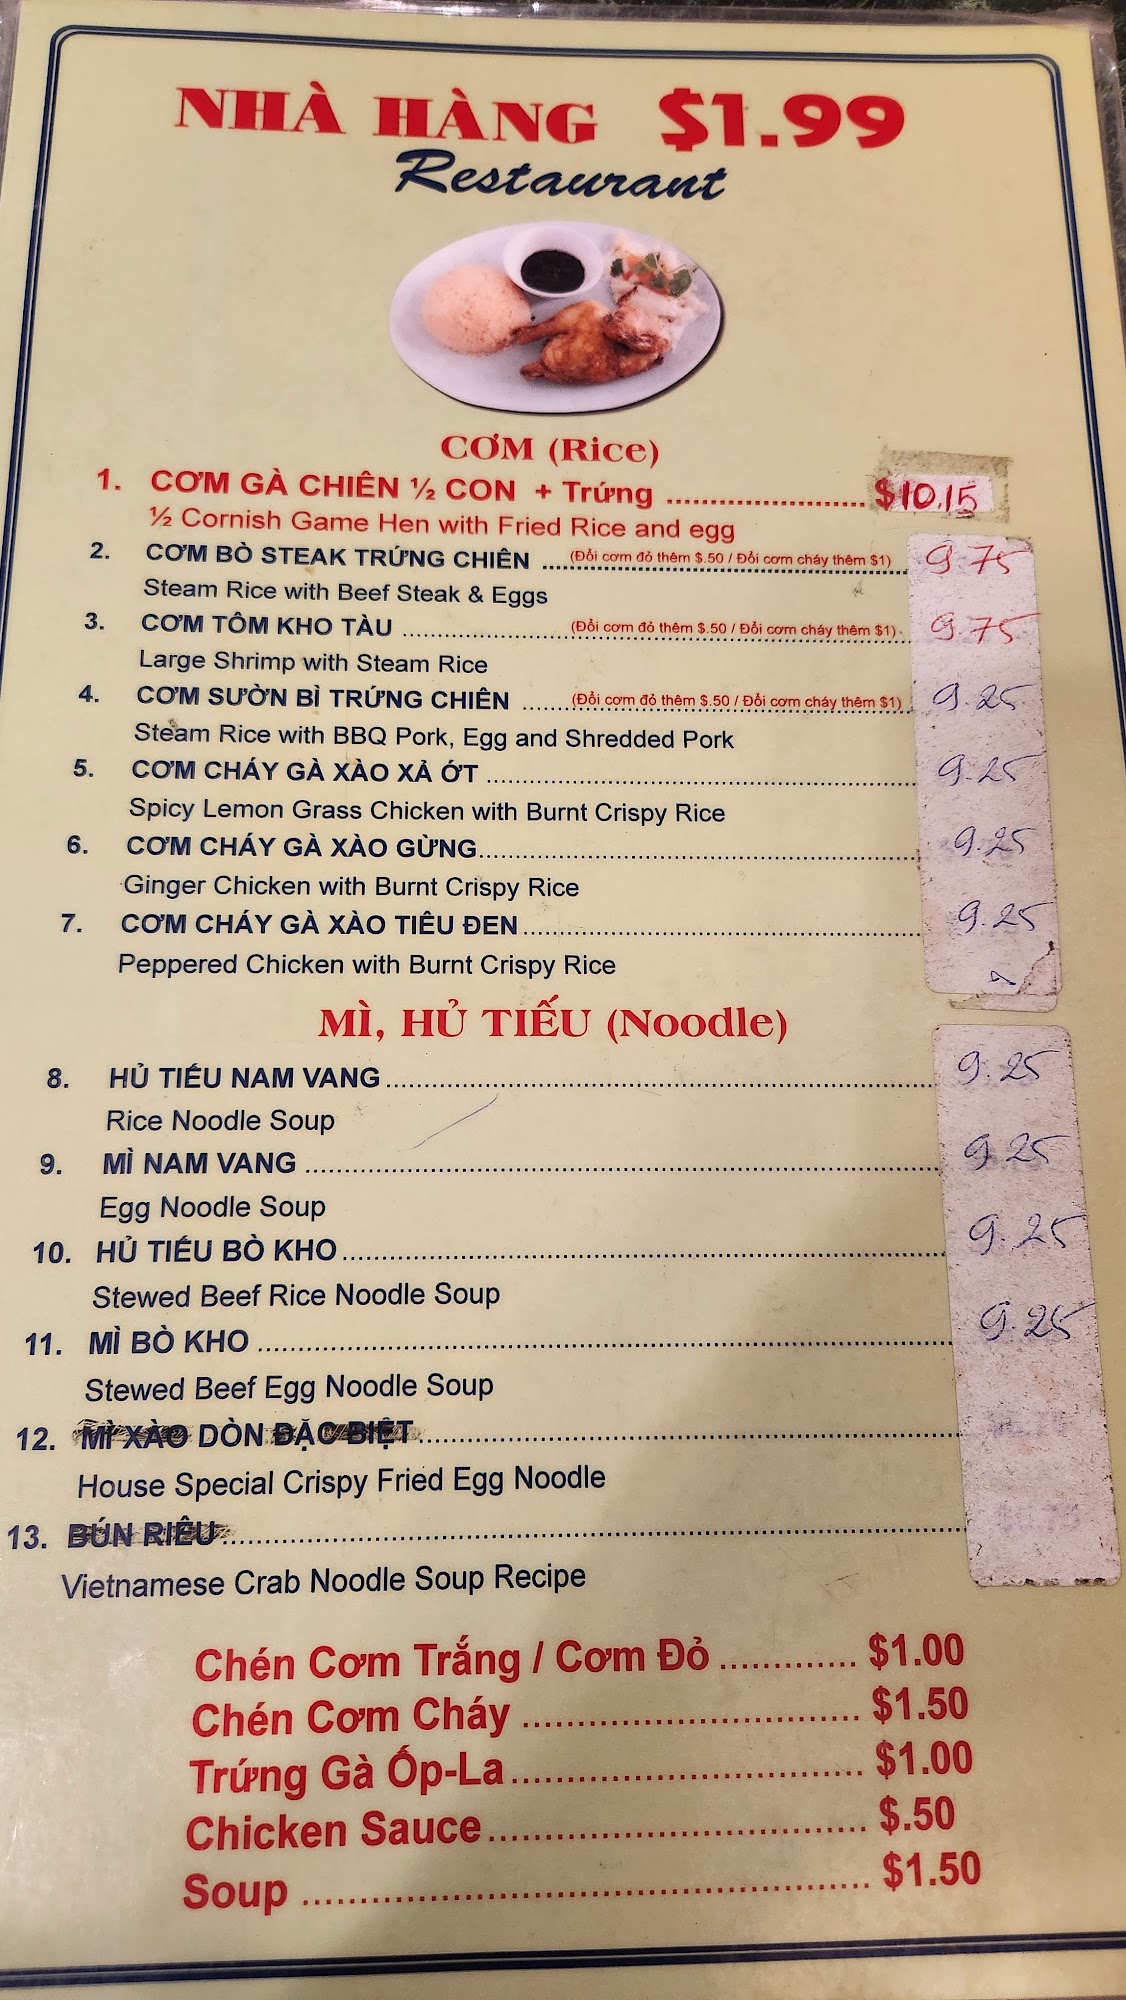 NHÀ HÀNG $1.99
Restaurant
CƠM (Rice)
1. CƠM GÀ CHIÊN ½ CON + Trứng ..................... $10.15
½ Cornish Game Hen with Fried Rice and egg
2. CƠM BÒ STEAK TRỨNG CHIÊN (Đổi cơm đỏ thêm $.50 / Đổi cơm cháy thêm $1) 9.75
Steam Rice with Beef Steak & Eggs
3. CƠM TÔM KHO TÀU (Đổi cơm đỏ thêm $.50 / Đổi cơm cháy thêm $1) 9.75
Large Shrimp with Steam Rice
4. CƠM SƯỜN BÌ TRỨNG CHIÊN (Đổi cơm đỏ thêm $.50 / Đổi cơm cháy thêm $1) 9.25
Steam Rice with BBQ Pork, Egg and Shredded Pork
5. CƠM CHÁY GÀ XÀO XẢ ỚT 9.25
Spicy Lemon Grass Chicken with Burnt Crispy Rice
6. CƠM CHÁY GÀ XÀO GỪNG 9.25
Ginger Chicken with Burnt Crispy Rice
7. CƠM CHÁY GÀ XÀO TIÊU ĐEN 9.25
Peppered Chicken with Burnt Crispy Rice
MÌ, HỦ TIẾU (Noodle)
8. HỦ TIẾU NAM VANG 9.25
Rice Noodle Soup
9. MÌ NAM VANG 9.25
Egg Noodle Soup
10. HỦ TIẾU BÒ KHO 9.25
Stewed Beef Rice Noodle Soup
11. MÌ BÒ KHO 9.25
Stewed Beef Egg Noodle Soup
12. MÌ XÀO DÒN ĐẶC BIỆT
House Special Crispy Fried Egg Noodle
13. BÚN RIÊU
Vietnamese Crab Noodle Soup Recipe
Chén Cơm Trắng / Cơm Đỏ ............. $1.00
Chén Cơm Cháy ............................... $1.50
Trứng Gà Ốp-La ................................ $1.00
Chicken Sauce .................................. $.50
Soup .................................................. $1.50